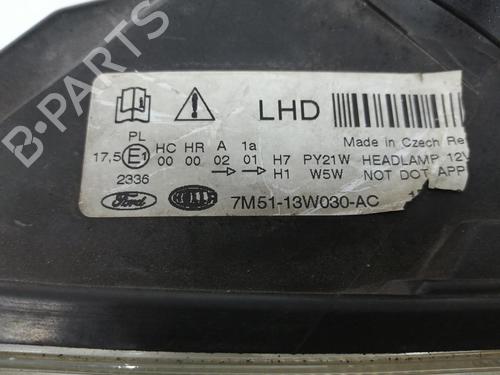 B-PARTS
LHD
Made in Czech Re
PL
17,5 E1 HC HR A 1a
00 00 02 01 H7 PY21W HEADLAMP 12V
2336 H1 W5W NOT DOT APP
Ford 7M51-13W030-AC